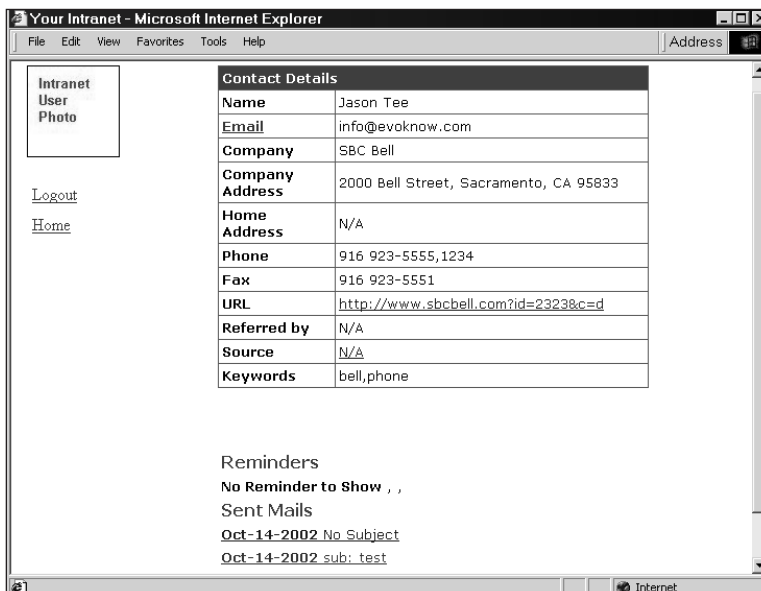 Your Intranet - Microsoft Internet Explorer
File Edit View Favorites Tools Help Address
Intranet
User
Photo
Logout
Home
Contact Details
Name Jason Tee
Email info@evoknow.com
Company SBC Bell
Company
Address 2000 Bell Street, Sacramento, CA 95833
Home
Address N/A
Phone 916 923-5555,1234
Fax 916 923-5551
URL http://www.sbcbell.com?id=2323&c=d
Referred by N/A
Source N/A
Keywords bell,phone
Reminders
No Reminder to Show , ,
Sent Mails
Oct-14-2002 No Subject
Oct-14-2002 sub: test
Internet